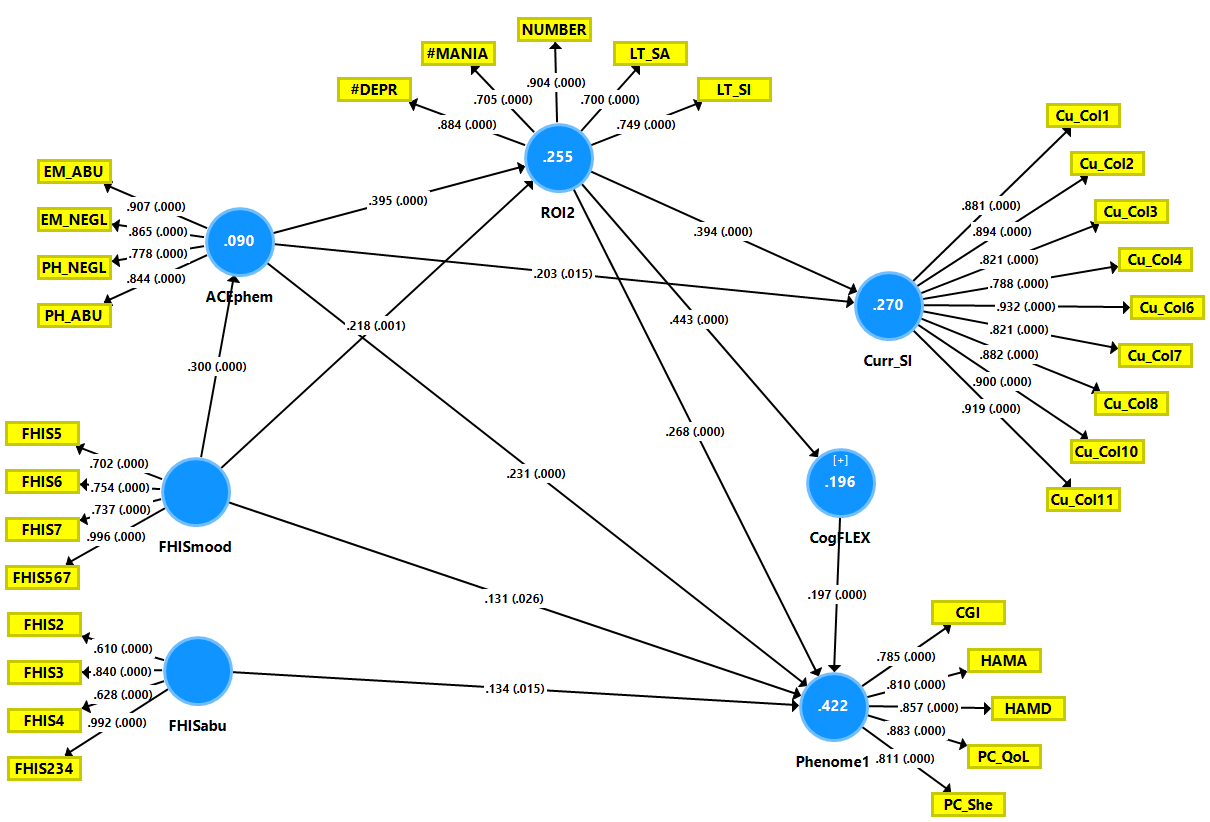 NUMBER
#MANIA
LT_SA
.904 (.000)
#DEPR
LT_SI
.705 (.000)
.700 (.000)
.884 (.000)
.749 (.000)
Cu_Col1
.255
Cu_Col2
EM_ABU
.395 (.000)
ROI2
.881 (.000)
Cu_Col3
.907 (.000)
EM_NEGL
.865 (.000)
.394 (.000)
.894 (.000)
.090
.821 (.000)
Cu_Col4
PH_NEGL
.778 (.000)
.203 (.015)
.788 (.000)
.844 (.000)
ACEphem
.270
.932 (.000)
Cu_Col6
PH_ABU
.218 (.001)
.443 (.000)
.821 (.000)
Curr_SI
.882 (.000)
Cu_Col7
.300 (.000)
.900 (.000)
Cu_Col8
.919 (.000)
FHIS5
.268 (.000)
Cu_Col10
.702 (.000)
[+]
FHIS6
.754 (.000)
.231 (.000)
.196
Cu_Col11
.737 (.000)
FHIS7
.996 (.000)
FHISmood
CogFLEX
FHIS567
.131 (.026)
.197 (.000)
FHIS2
CGI
.610 (.000)
.785 (.000)
FHIS3
.840 (.000)
HAMA
.628 (.000)
.134 (.015)
.810 (.000)
FHIS4
.992 (.000)
FHISabu
.422
.857 (.000)
HAMD
.883 (.000)
FHIS234
Phenome1
.811 (.000)
PC_QoL
PC_She